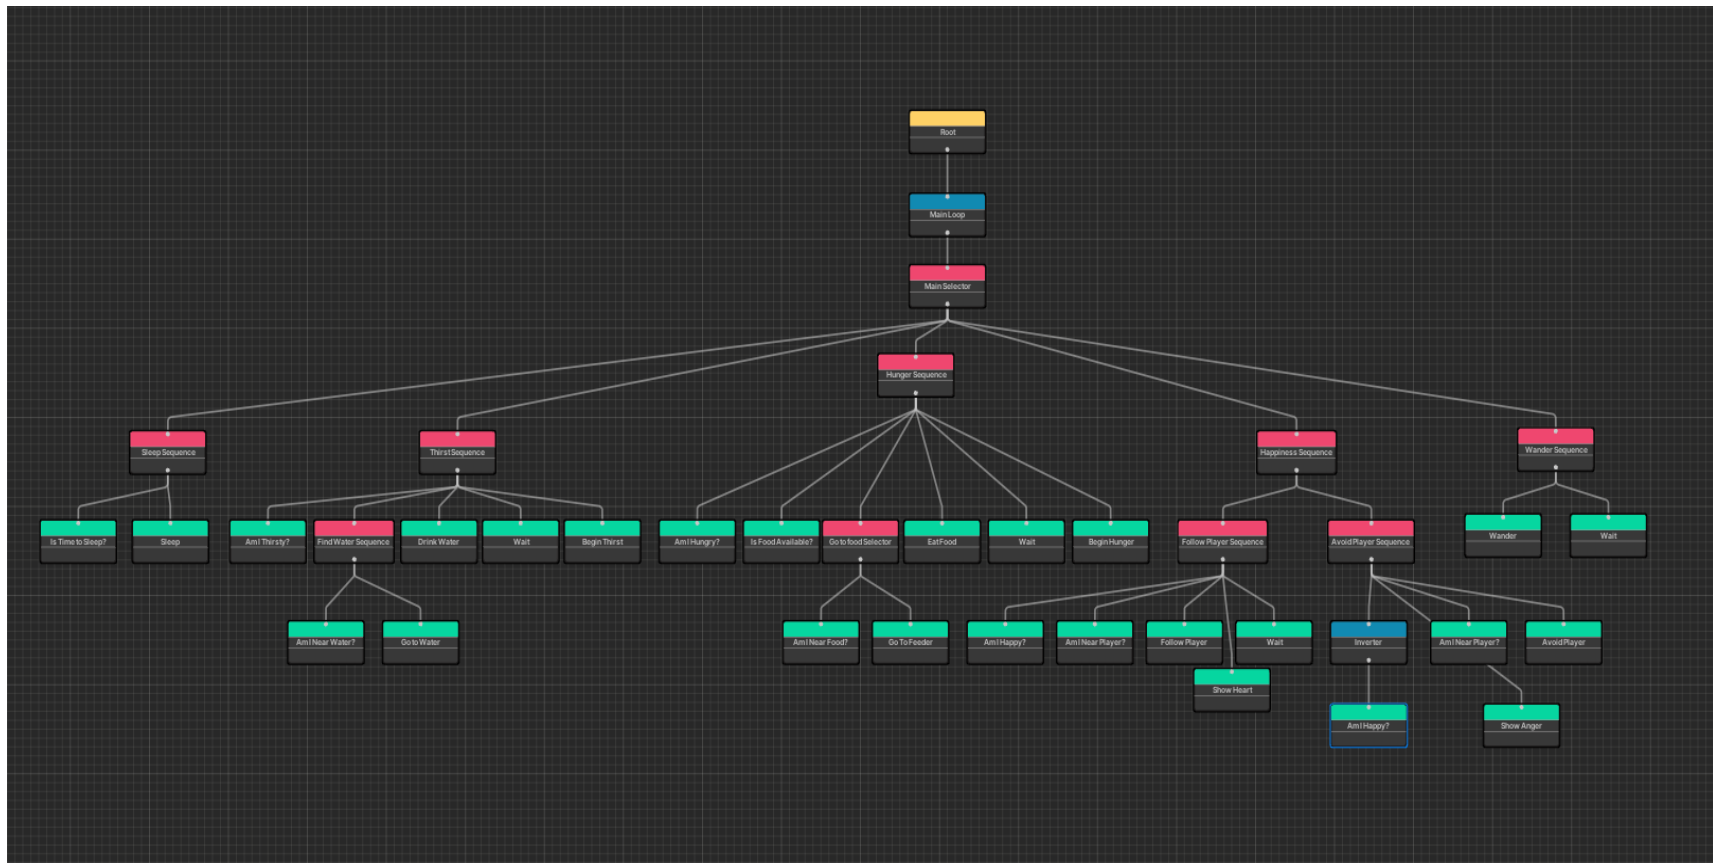 Root
Main Loop
Main Selector
Hunger Sequence
Sleep Sequence
Thirst Sequence
Happiness Sequence
Wander Sequence
Is Time to Sleep?
Sleep
Am I Thirsty?
Find Water Sequence
Drink Water
Wait
Begin Thirst
Am I Hungry?
Is Food Available?
Go to food Selector
Eat Food
Wait
Begin Hunger
Follow Player Sequence
Avoid Player Sequence
Wander
Wait
Am I Near Water?
Go to Water
Am I Near Food?
Go To Feeder
Am I Happy?
Am I Near Player?
Follow Player
Wait
Inverter
Am I Near Player?
Avoid Player
Show Heart
Am I Happy?
Show Anger